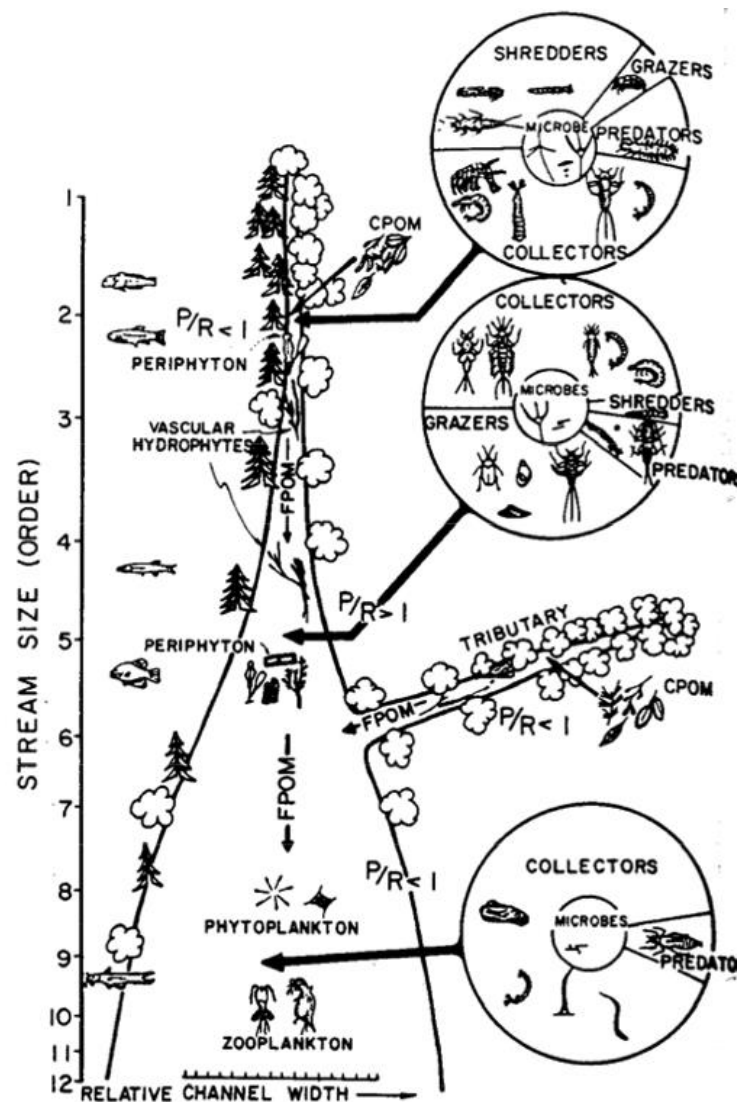 SHREDDERS
GRAZERS
MICROBE
PREDATORS
COLLECTORS
1
CPOM
2
P/R < 1
PERIPHYTON
COLLECTORS
MICROBES
SHREDDERS
GRAZERS
PREDATOR
3
VASCULAR
HYDROPHYTES
FPOM
STREAM SIZE (ORDER)
4
P/R > 1
5
PERIPHYTON
TRIBUTARY
CPOM
FPOM
P/R < 1
6
FPOM
7
P/R < 1
COLLECTORS
8
MICROBES
PHYTOPLANKTON
PREDATO
9
10
ZOOPLANKTON
11
12
RELATIVE CHANNEL WIDTH